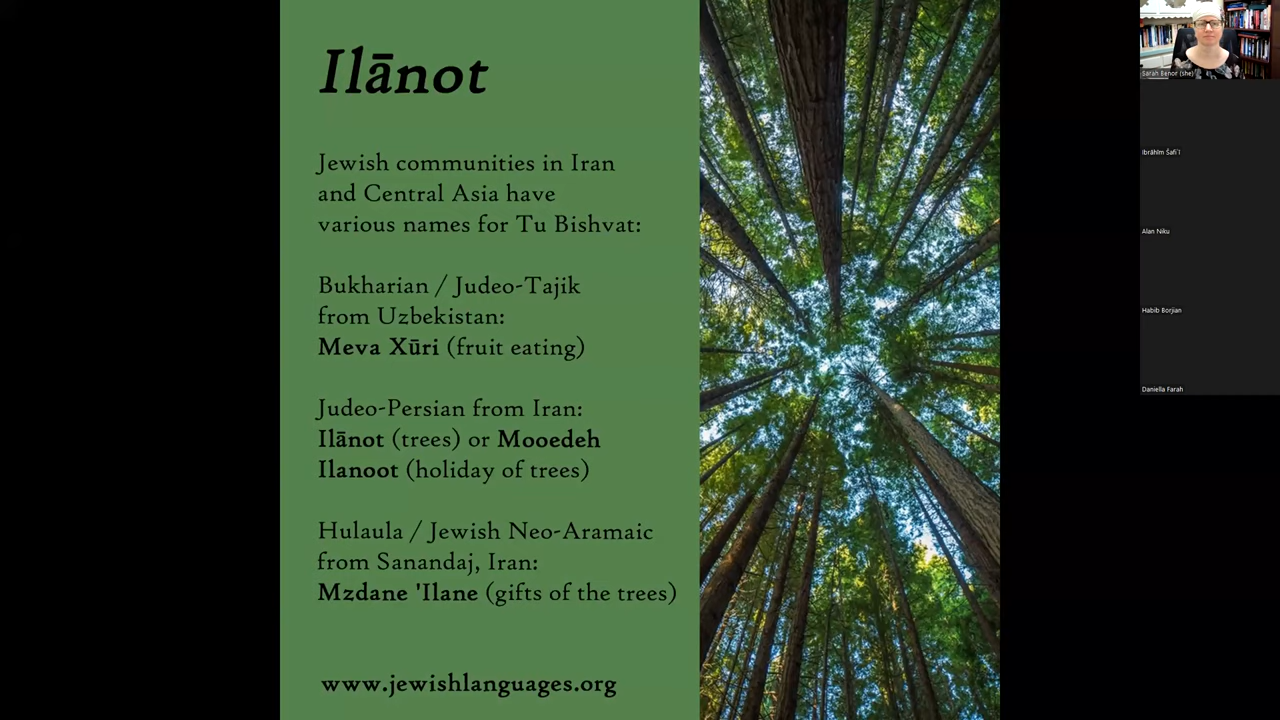 Ilānot
Jewish communities in Iran
and Central Asia have
various names for Tu Bishvat:
Bukharian / Judeo-Tajik
from Uzbekistan:
Meva Xūri (fruit eating)
Judeo-Persian from Iran:
Ilānot (trees) or Mooedeh
Ilanoot (holiday of trees)
Hulaula / Jewish Neo-Aramaic
from Sanandaj, Iran:
Mzdane 'Ilane (gifts of the trees)
www.jewishlanguages.org
Sarah Benor (she)
Ibrāhīm Šafiʿī
Alan Niku
Habib Borjian
Daniella Farah